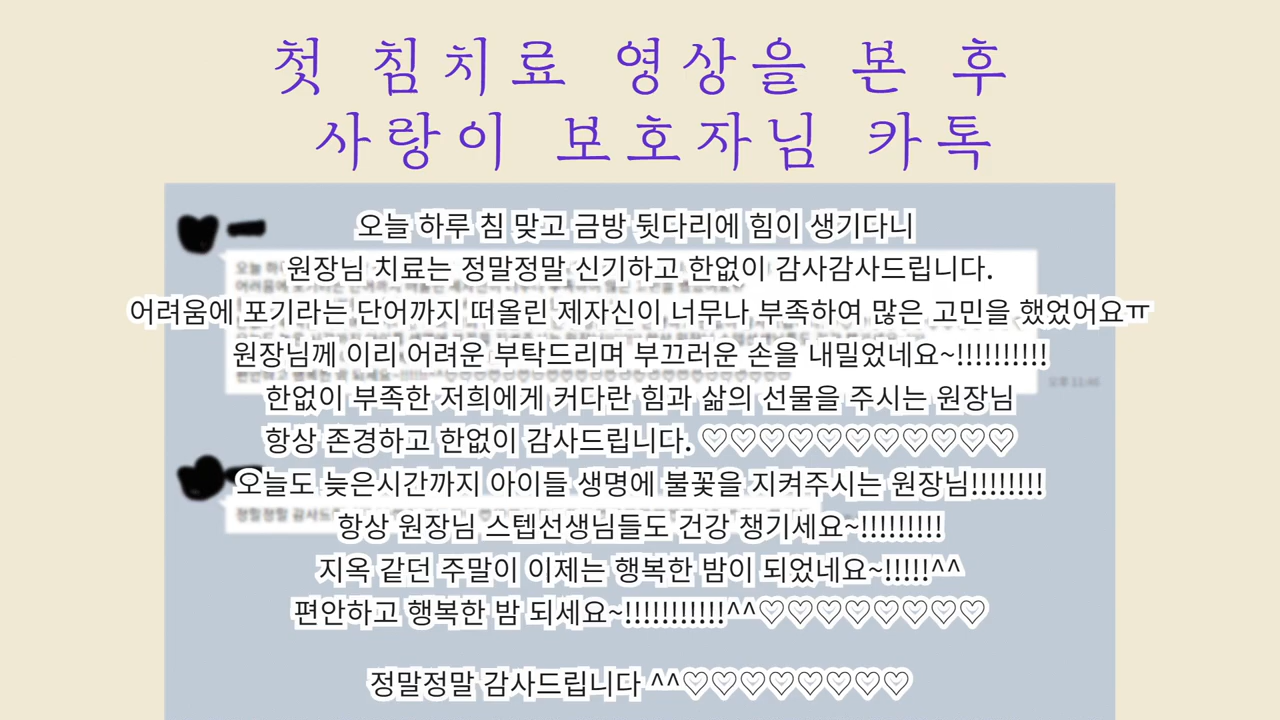 첫 침치료 영상을 본 후
사랑이 보호자님 카톡
오늘 하루 침 맞고 금방 뒷다리에 힘이 생기다니
원장님 치료는 정말정말 신기하고 한없이 감사감사드립니다.
어려움에 포기라는 단어까지 떠올린 제자신이 너무나 부족하여 많은 고민을 했었어요ㅠ
원장님께 이리 어려운 부탁드리며 부끄러운 손을 내밀었네요~!!!!!!!!!!
한없이 부족한 저희에게 커다란 힘과 삶의 선물을 주시는 원장님
항상 존경하고 한없이 감사드립니다. ♡♡♡♡♡♡♡♡♡♡♡
오늘도 늦은시간까지 아이들 생명에 불꽃을 지켜주시는 원장님!!!!!!!!
항상 원장님 스텝선생님들도 건강 챙기세요~!!!!!!!!!
지옥 같던 주말이 이제는 행복한 밤이 되었네요~!!!!!^^
편안하고 행복한 밤 되세요~!!!!!!!!!!!!^^♡♡♡♡♡♡♡♡
정말정말 감사드립니다 ^^♡♡♡♡♡♡♡♡